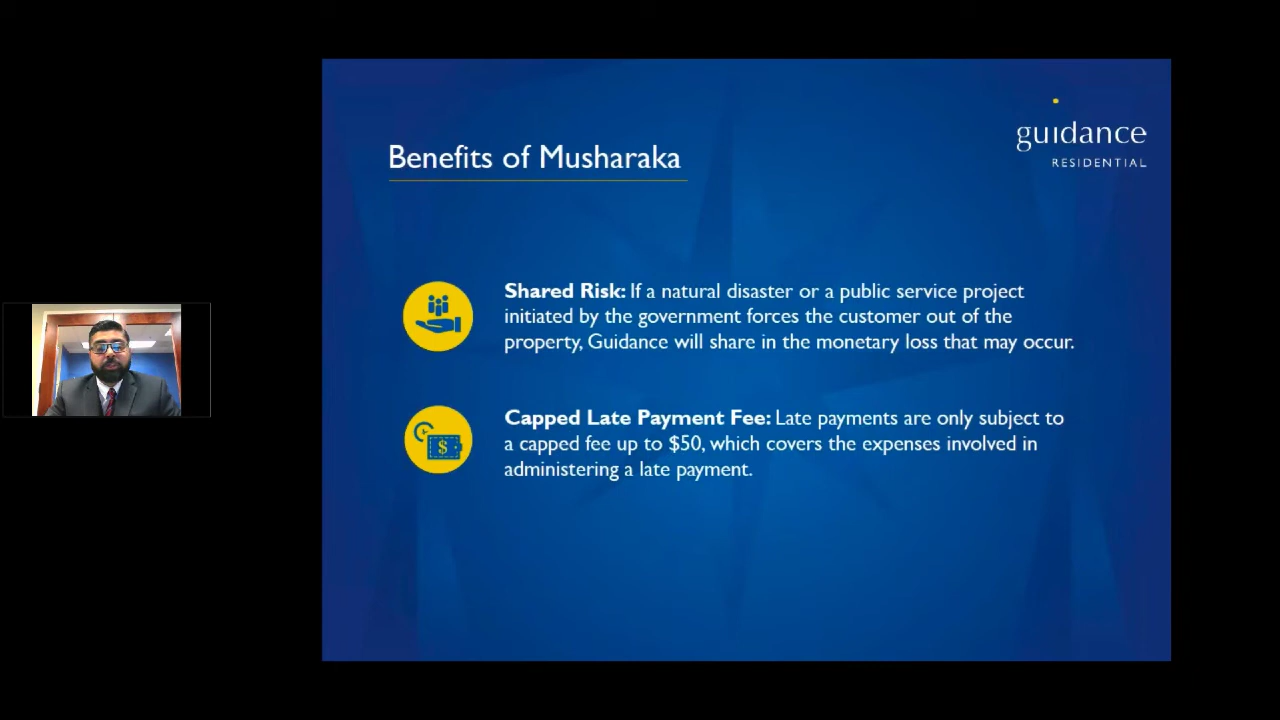 guidance
RESIDENTIAL
Benefits of Musharaka
Shared Risk: If a natural disaster or a public service project
initiated by the government forces the customer out of the
property, Guidance will share in the monetary loss that may occur.
Capped Late Payment Fee: Late payments are only subject to
a capped fee up to $50, which covers the expenses involved in
administering a late payment.
$